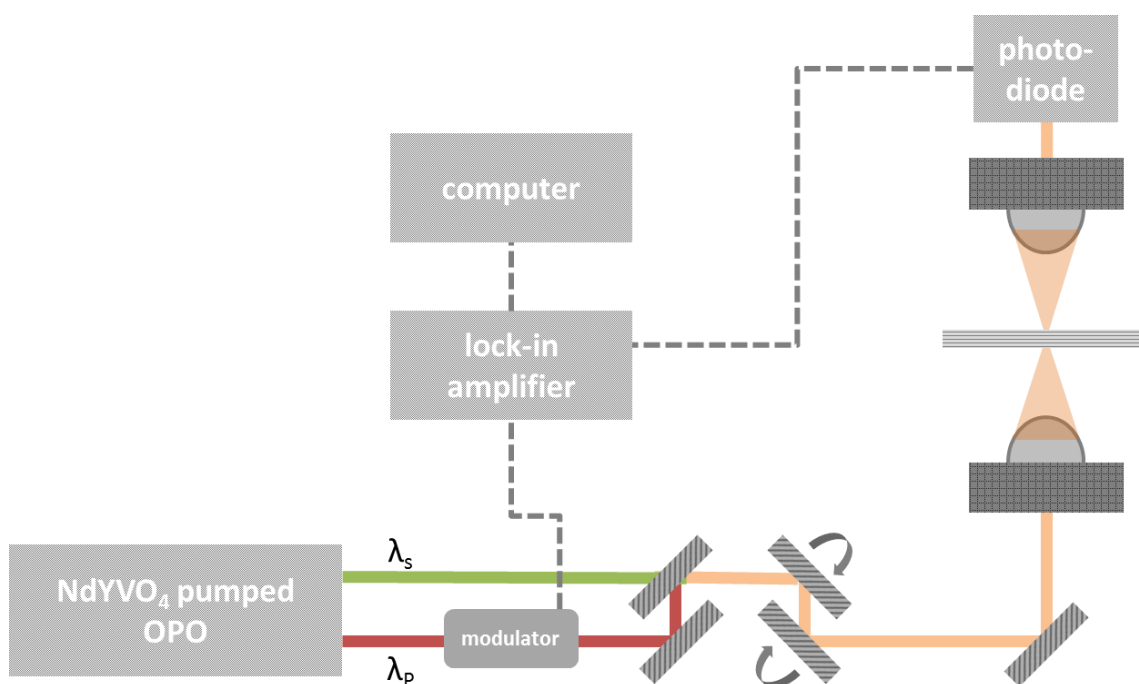 photo-
diode
computer
lock-in
amplifier
λs
NdYVO4 pumped
OPO
modulator
λP